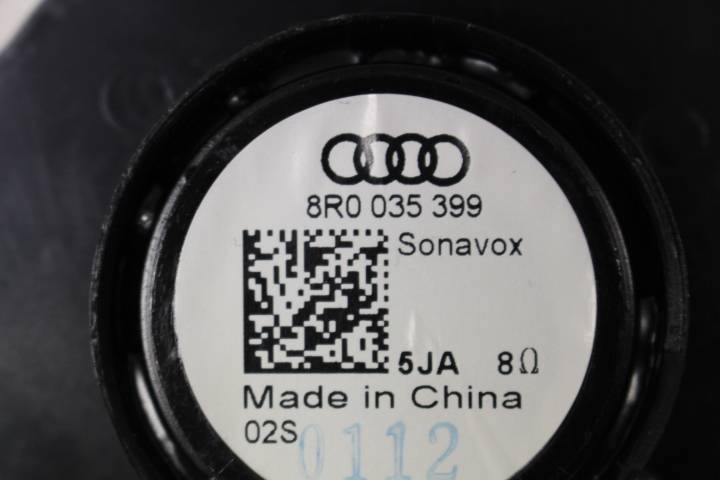 8R0 035 399
Sonavox
5JA 8Ω
Made in China
02S
0112